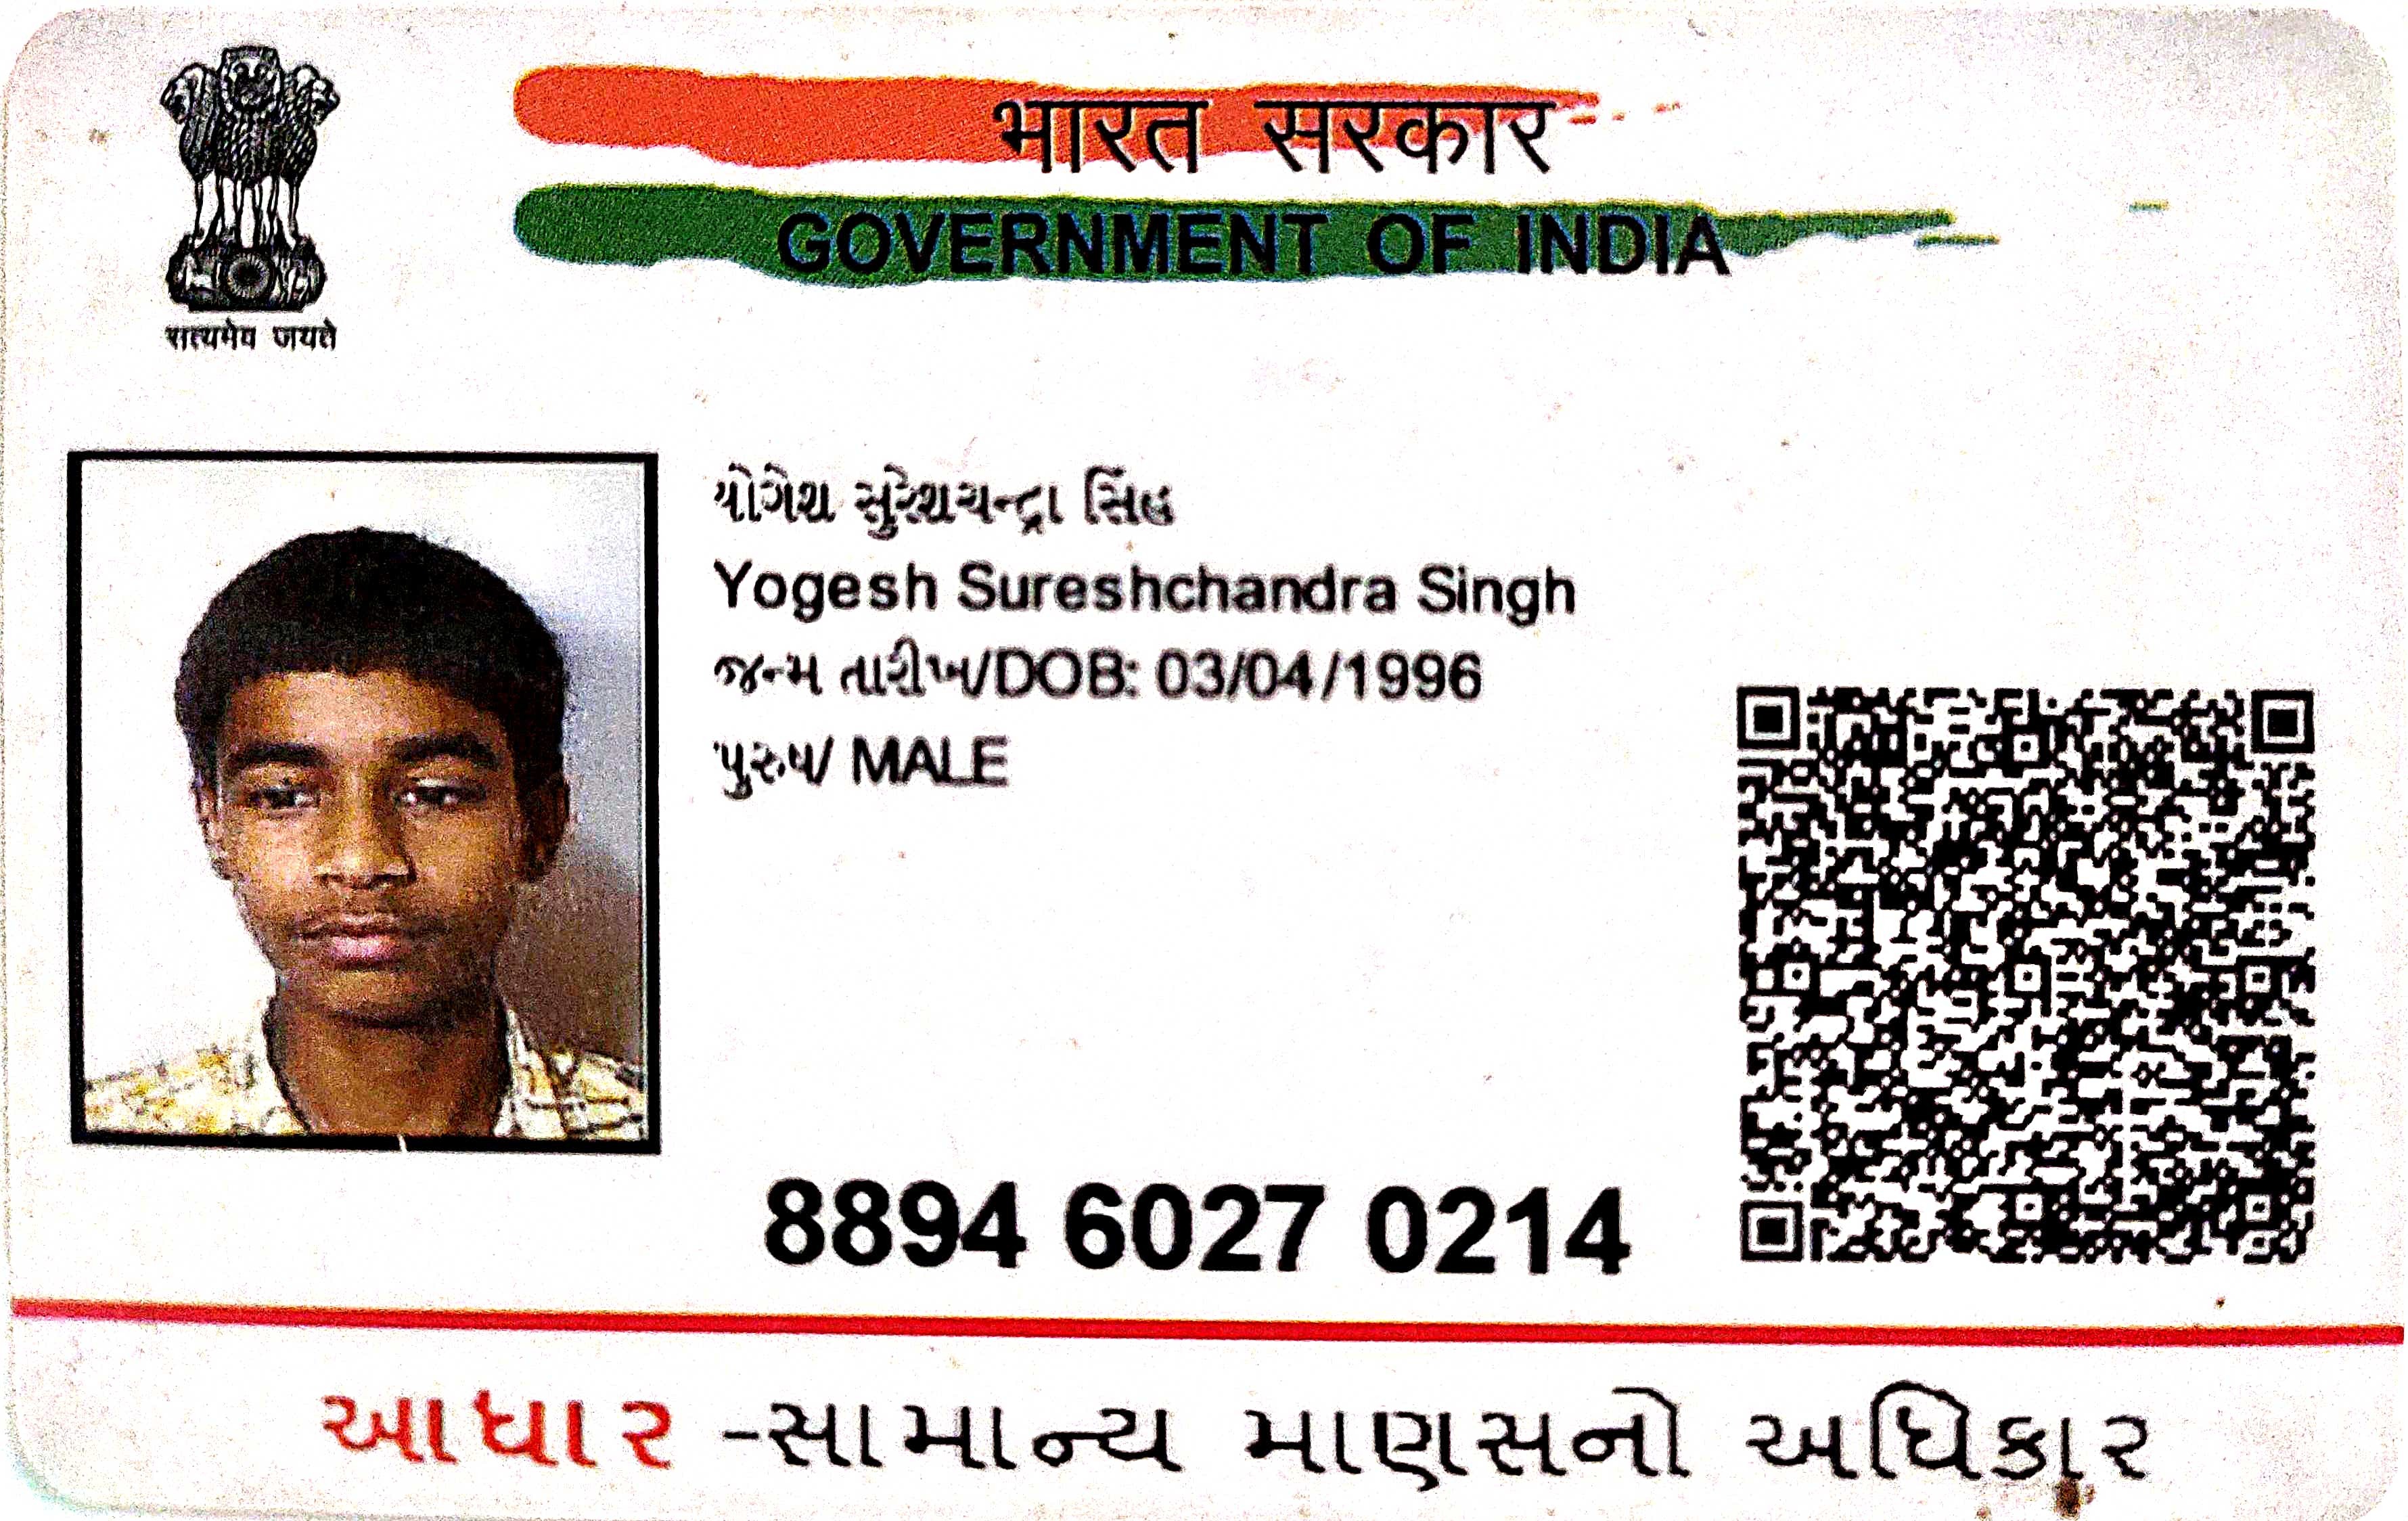 भारत सरकार
GOVERNMENT OF INDIA
सत्यमेव जयते
યોગેશ સુરેશચન્દ્રા સિંહ
Yogesh Sureshchandra Singh
જન્મ તારીખ/DOB: 03/04/1996
પુરુષ/ MALE
8894 6027 0214
આધાર -સામાન્ય માણસનો અધિકાર